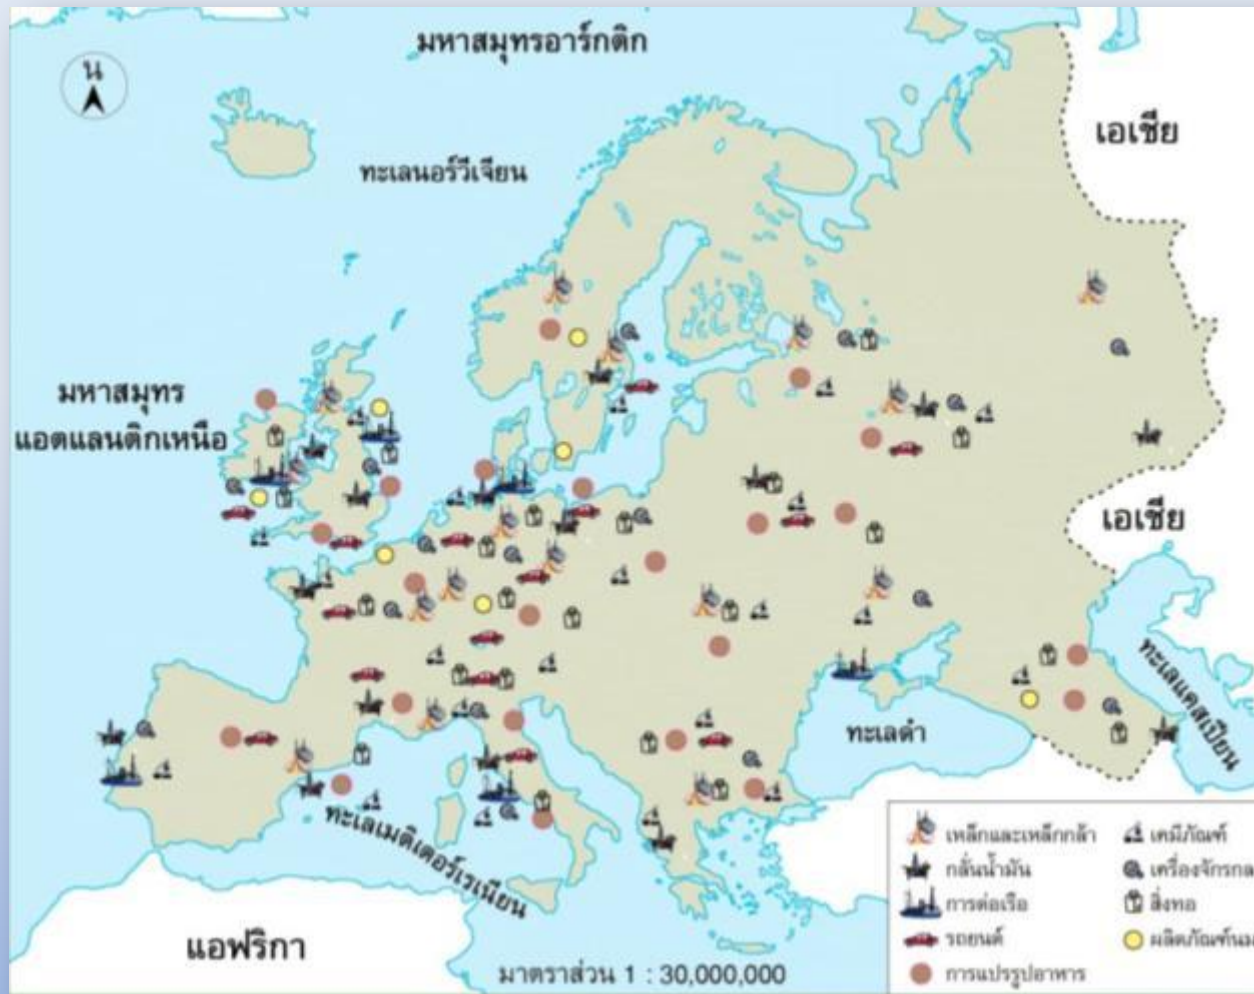 มหาสมุทรอาร์กติก
น
เอเชีย
ทะเลนอร์วีเจียน
มหาสมุทร
แอตแลนติกเหนือ
เอเชีย
ทะเลแคสเปียน
ทะเลดำ
ทะเลเมดิเตอร์เรเนียน
แอฟริกา
มาตราส่วน 1 : 30,000,000
เหล็กและเหล็กกล้า
กลั่นน้ำมัน
การต่อเรือ
รถยนต์
การแปรรูปอาหาร
เคมีภัณฑ์
เครื่องจักรกล
สิ่งทอ
ผลิตภัณฑ์นม